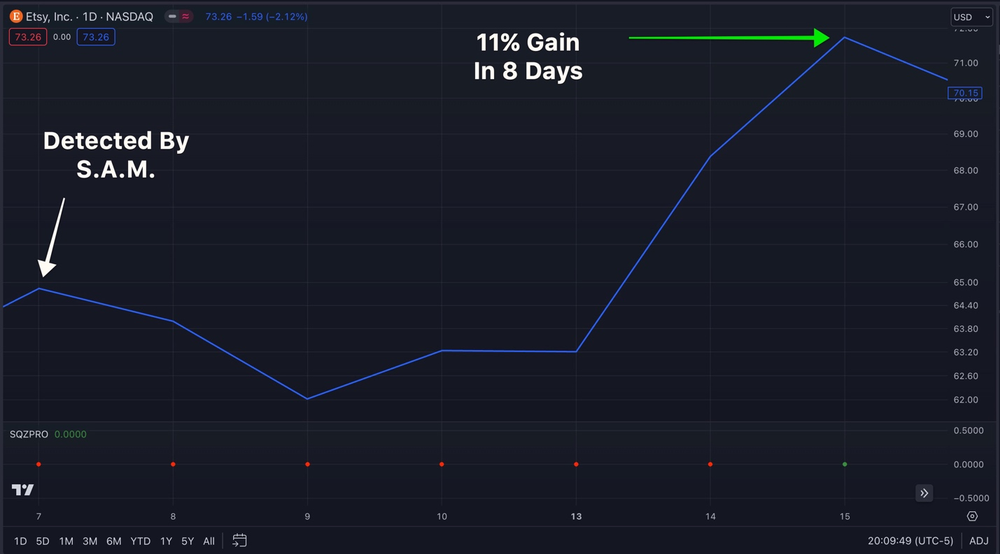 E Etsy, Inc. · 1D · NASDAQ 73.26 −1.59 (−2.12%)
USD
73.26 0.00 73.26
11% Gain
In 8 Days
Detected By
S.A.M.
72.00
71.00
70.15
70.00
69.00
68.00
67.00
66.00
65.00
64.40
63.80
63.20
62.60
62.00
SQZPRO 0.0000
0.5000
0.0000
−0.5000
7 8 9 10 13 14 15
1D 5D 1M 3M 6M YTD 1Y 5Y All
20:09:49 (UTC-5) ADJ